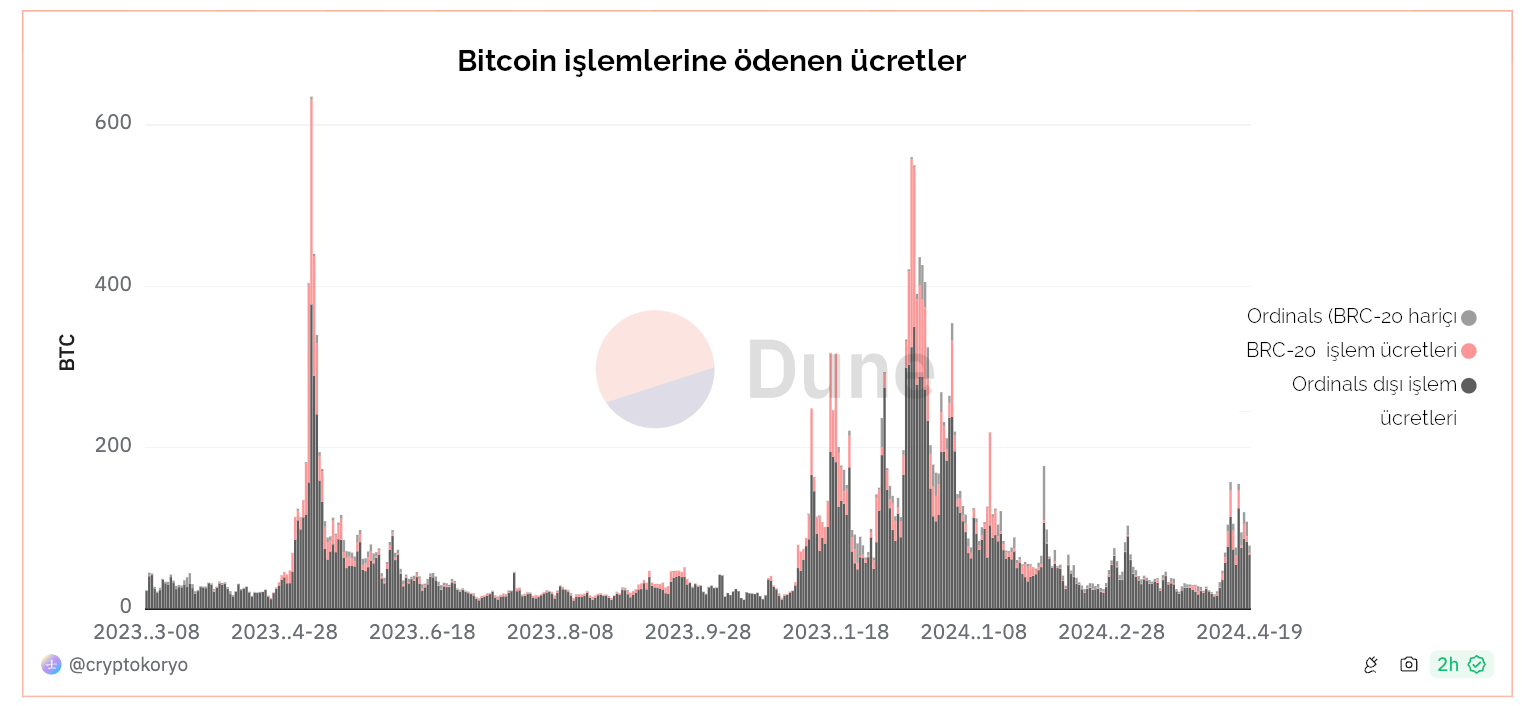 Bitcoin işlemlerine ödenen ücretler
600
400
200
0
BTC
Dune
Ordinals (BRC-20 hariçı
BRC-20 işlem ücretleri
Ordinals dışı işlem
ücretleri
2023..3-08 2023..4-28 2023..6-18 2023..8-08 2023..9-28 2023..1-18 2024..1-08 2024..2-28 2024..4-19
@cryptokoryo
2h